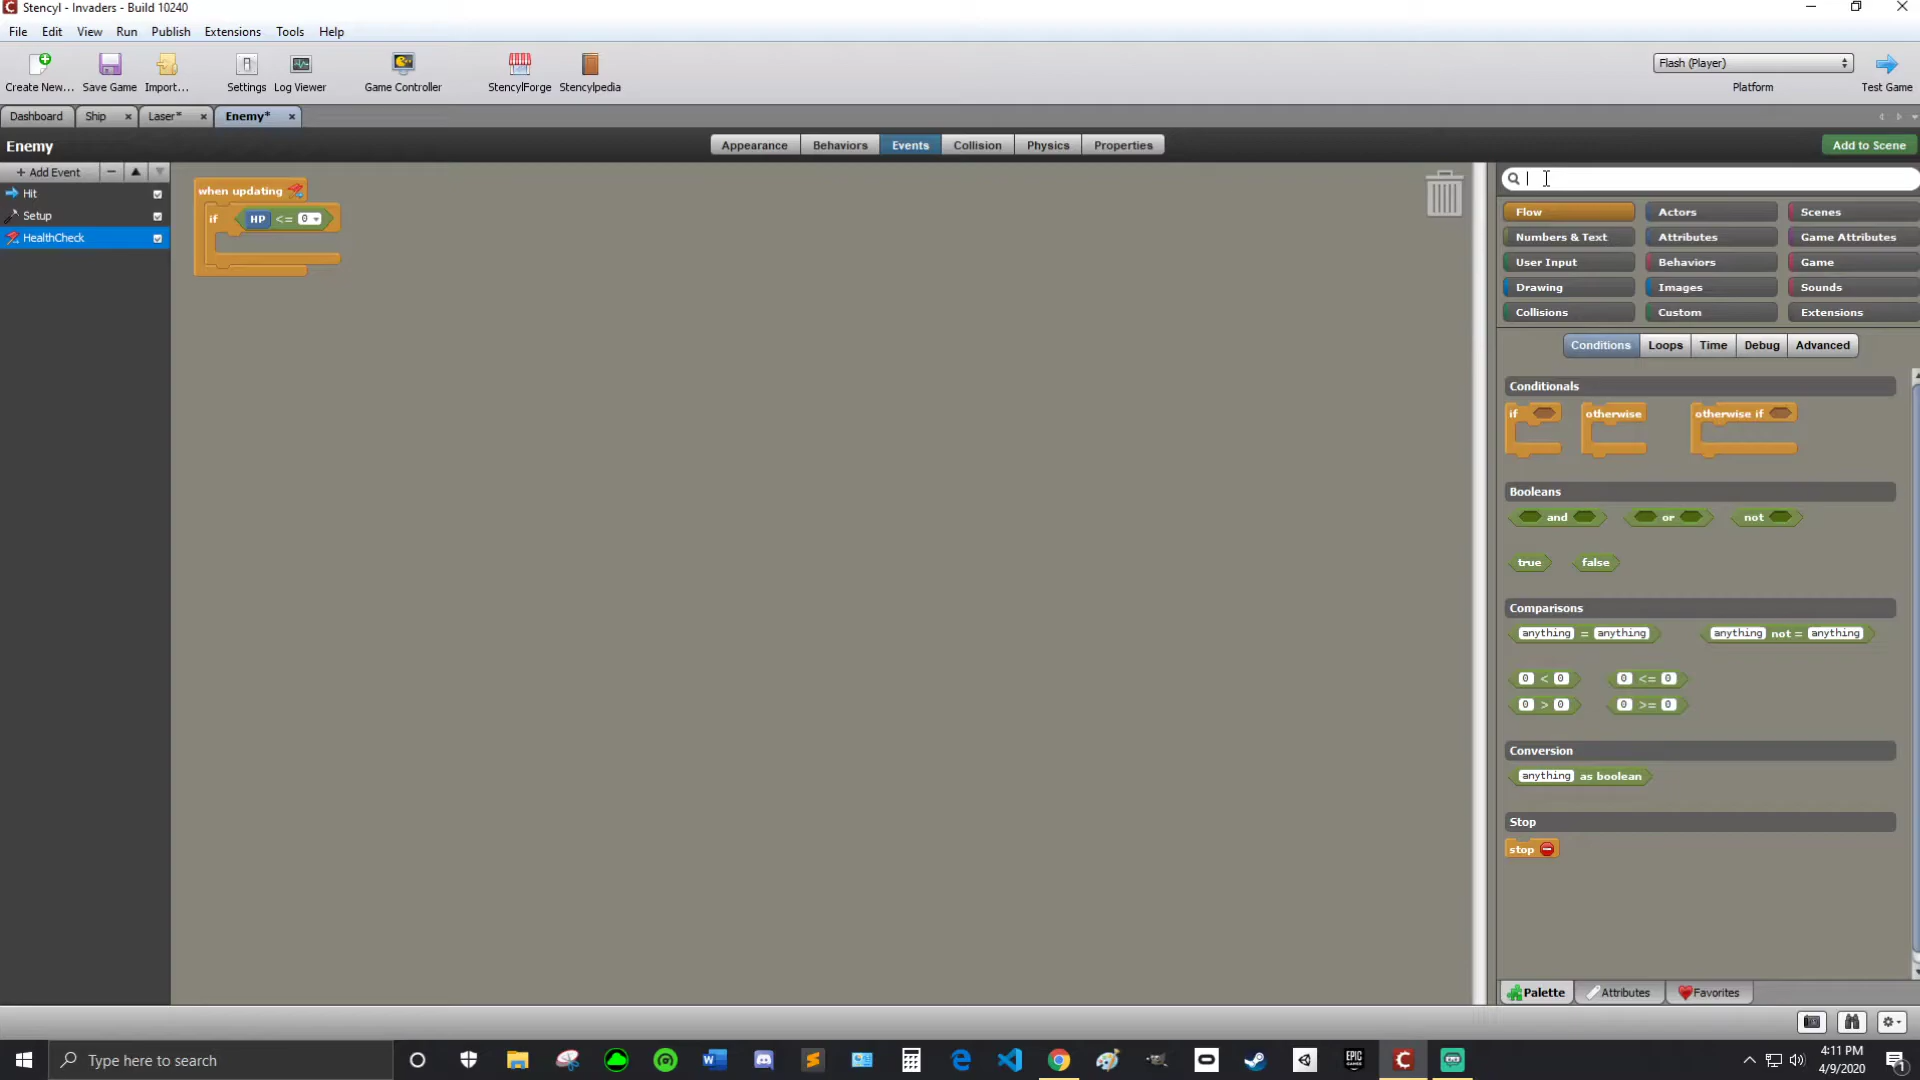 Stencyl - Invaders - Build 10240
File Edit View Run Publish Extensions Tools Help
Create New... Save Game Import... Settings Log Viewer Game Controller StencylForge Stencylpedia
Flash (Player)
Platform
Test Game
Dashboard Ship Laser* Enemy*
Enemy
Appearance Behaviors Events Collision Physics Properties
Add to Scene
+ Add Event
Hit
Setup
HealthCheck
when updating
if HP <= 0
Flow Actors Scenes
Numbers & Text Attributes Game Attributes
User Input Behaviors Game
Drawing Images Sounds
Collisions Custom Extensions
Conditions Loops Time Debug Advanced
Conditionals
if otherwise otherwise if
Booleans
and or not
true false
Comparisons
anything = anything anything not = anything
0 < 0 0 <= 0
0 > 0 0 >= 0
Conversion
anything as boolean
Stop
stop
Palette Attributes Favorites
Type here to search
EPIC GAMES
4:11 PM
4/9/2020